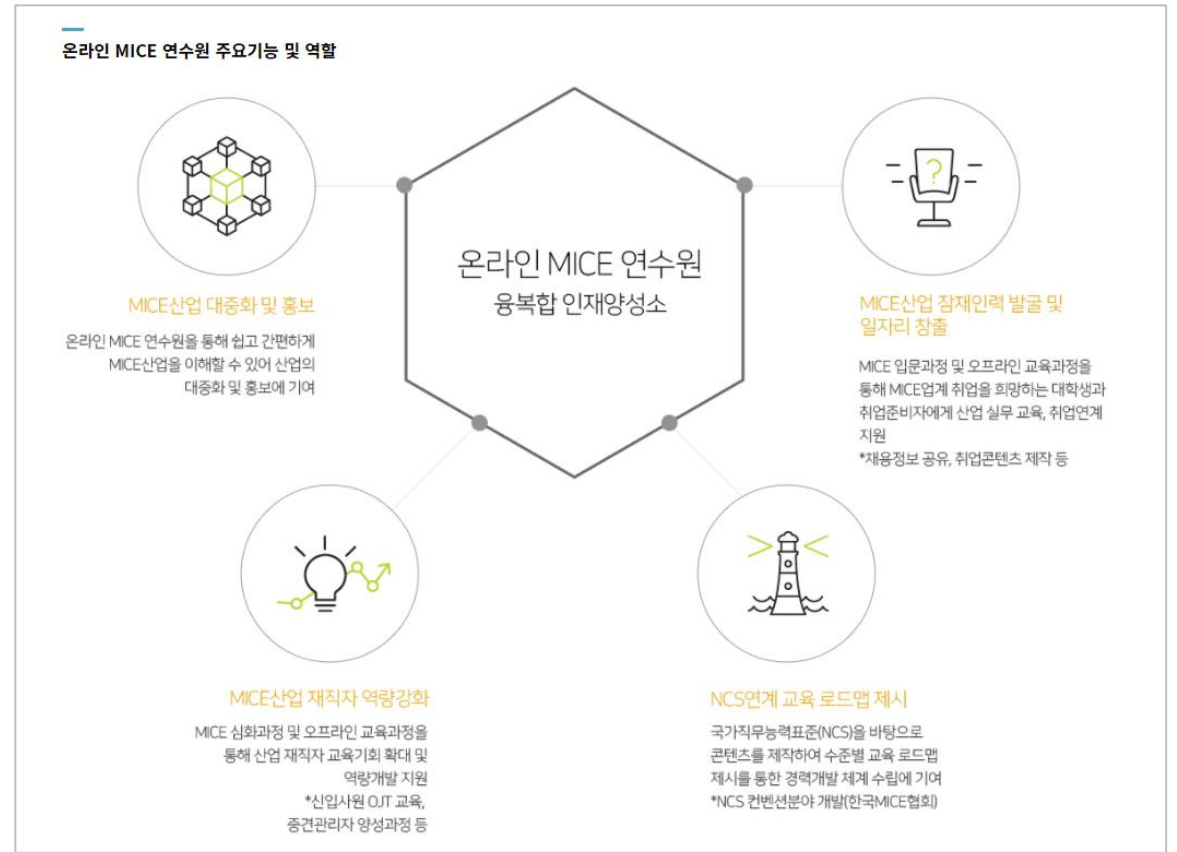 온라인 MICE 연수원 주요기능 및 역할
온라인 MICE 연수원
융복합 인재양성소
MICE산업 대중화 및 홍보
온라인 MICE 연수원을 통해 쉽고 간편하게
MICE산업을 이해할 수 있어 산업의
대중화 및 홍보에 기여
?
MICE산업 잠재인력 발굴 및
일자리 창출
MICE 입문과정 및 오프라인 교육과정을
통해 MICE업계 취업을 희망하는 대학생과
취업준비자에게 산업 실무 교육, 취업연계
지원
*채용정보 공유, 취업콘텐츠 제작 등
MICE산업 재직자 역량강화
MICE 심화과정 및 오프라인 교육과정을
통해 산업 재직자 교육기회 확대 및
역량개발 지원
*신입사원 OJT 교육,
중견관리자 양성과정 등
NCS연계 교육 로드맵 제시
국가직무능력표준(NCS)을 바탕으로
콘텐츠를 제작하여 수준별 교육 로드맵
제시를 통한 경력개발 체계 수립에 기여
*NCS 컨벤션분야 개발(한국MICE협회)